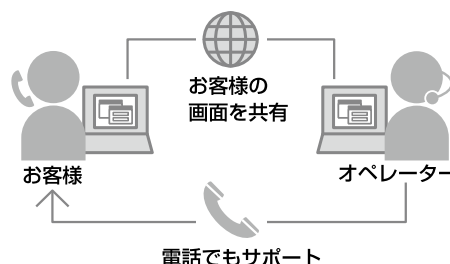 お客様の
画面を共有
お客様
オペレーター
電話でもサポート